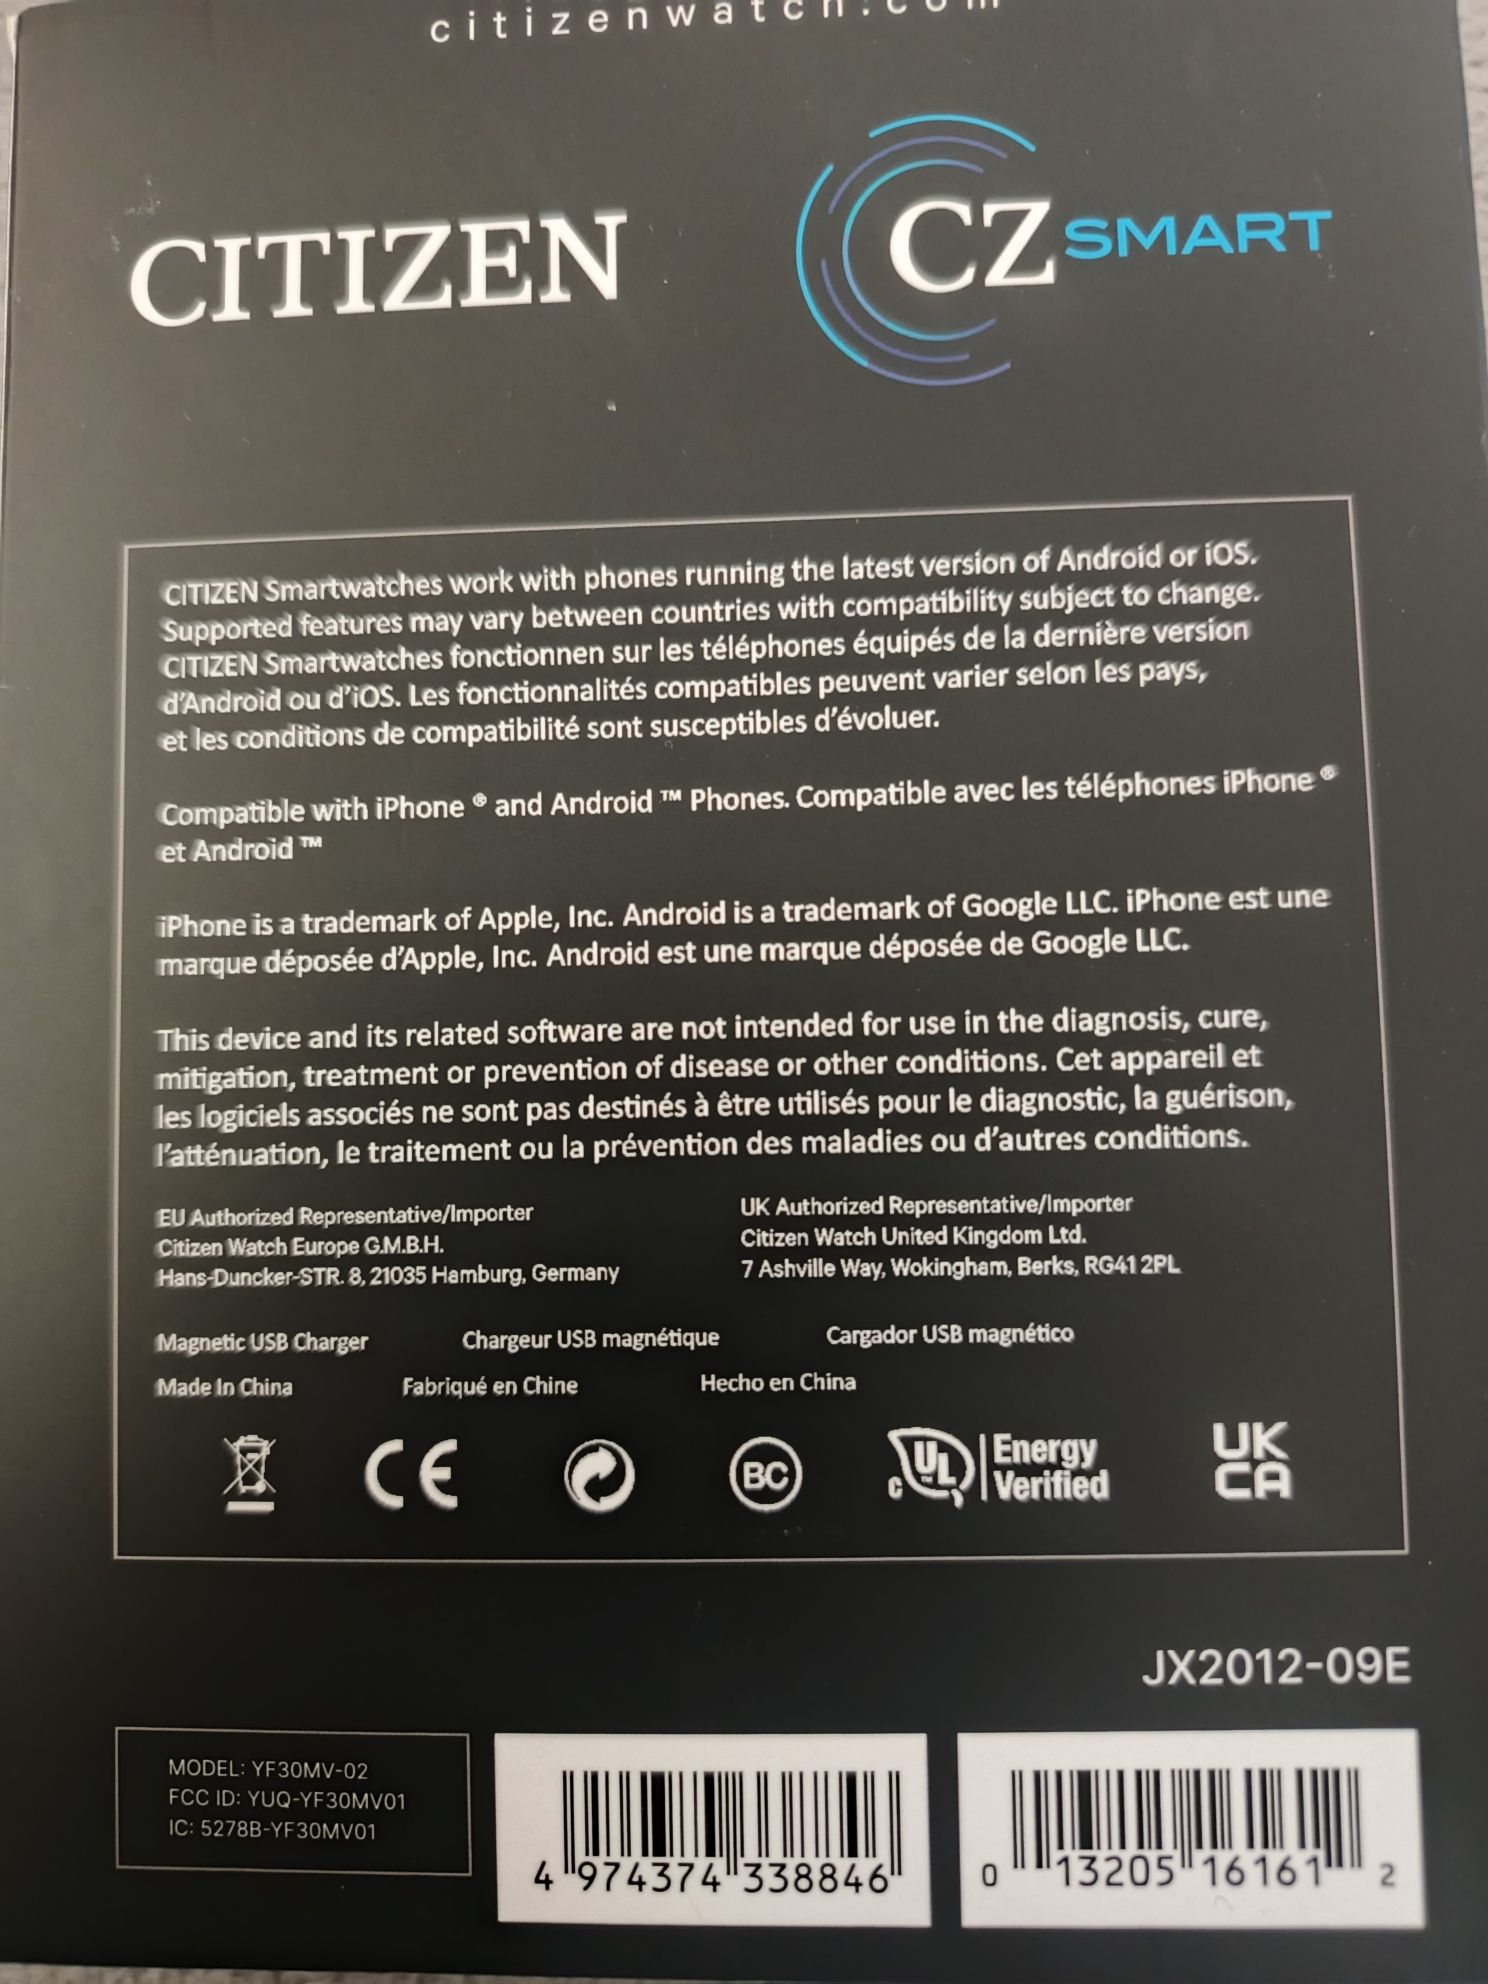 citizenwatch.com
CITIZEN
CZ SMART
CITIZEN Smartwatches work with phones running the latest version of Android or iOS.
Supported features may vary between countries with compatibility subject to change.
CITIZEN Smartwatches fonctionnen sur les téléphones équipés de la dernière version
d'Android ou d'iOS. Les fonctionnalités compatibles peuvent varier selon les pays,
et les conditions de compatibilité sont susceptibles d'évoluer.
Compatible with iPhone ® and Android ™ Phones. Compatible avec les téléphones iPhone ®
et Android ™
iPhone is a trademark of Apple, Inc. Android is a trademark of Google LLC. iPhone est une
marque déposée d'Apple, Inc. Android est une marque déposée de Google LLC.
This device and its related software are not intended for use in the diagnosis, cure,
mitigation, treatment or prevention of disease or other conditions. Cet appareil et
les logiciels associés ne sont pas destinés à être utilisés pour le diagnostic, la guérison,
l'atténuation, le traitement ou la prévention des maladies ou d'autres conditions.
EU Authorized Representative/Importer
Citizen Watch Europe G.M.B.H.
Hans-Duncker-STR. 8, 21035 Hamburg, Germany
UK Authorized Representative/Importer
Citizen Watch United Kingdom Ltd.
7 Ashville Way, Wokingham, Berks, RG41 2PL
Magnetic USB Charger Chargeur USB magnétique Cargador USB magnético
Made In China Fabriqué en Chine Hecho en China
CE
BC
c UL ™ Energy Verified
UK
CA
JX2012-09E
MODEL: YF30MV-02
FCC ID: YUQ-YF30MV01
IC: 5278B-YF30MV01
4 974374 338846
0 13205 16161 2